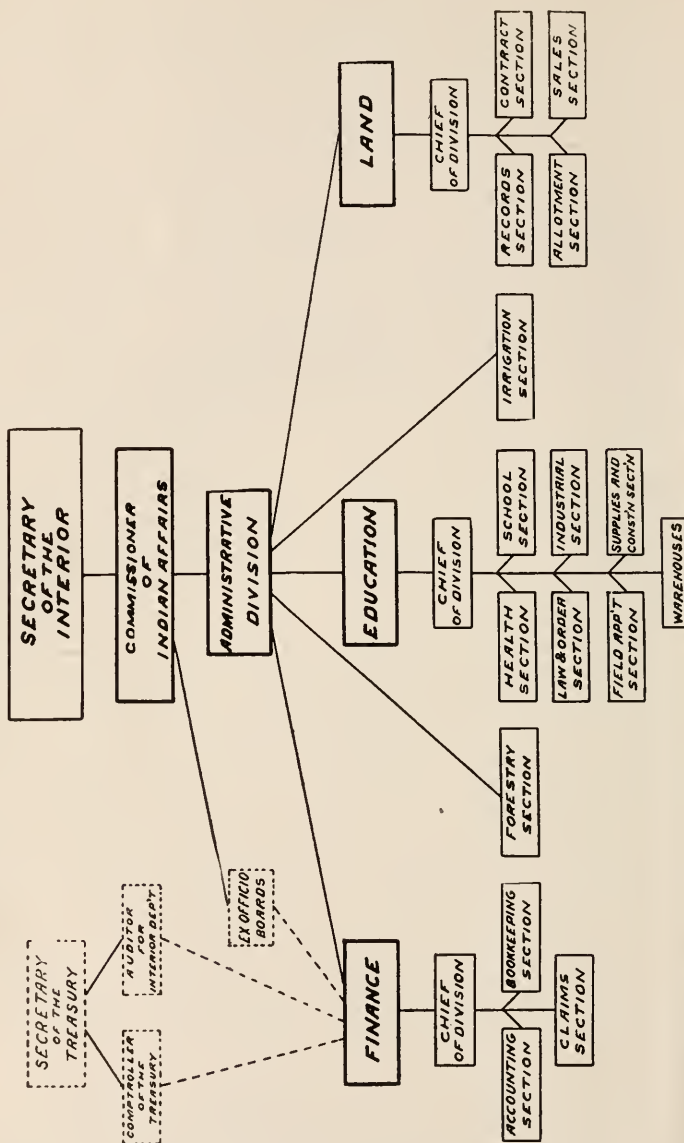 SECRETARY
OF THE
INTERIOR
COMMISSIONER
OF
INDIAN AFFAIRS
ADMINISTRATIVE
DIVISION
SECRETARY
OF THE
TREASURY
COMPTROLLER
OF THE
TREASURY
AUDITOR
FOR
INTERIOR DEP'T
EX OFFICIO
BOARDS
FINANCE
CHIEF
OF DIVISION
ACCOUNTING
SECTION
BOOKKEEPING
SECTION
CLAIMS
SECTION
FORESTRY
SECTION
EDUCATION
CHIEF
OF DIVISION
HEALTH
SECTION
SCHOOL
SECTION
LAW & ORDER
SECTION
INDUSTRIAL
SECTION
FIELD APP'T
SECTION
SUPPLIES AND
CONST'N SECT'N
WAREHOUSES
IRRIGATION
SECTION
LAND
CHIEF
OF DIVISION
RECORDS
SECTION
CONTRACT
SECTION
ALLOTMENT
SECTION
SALES
SECTION